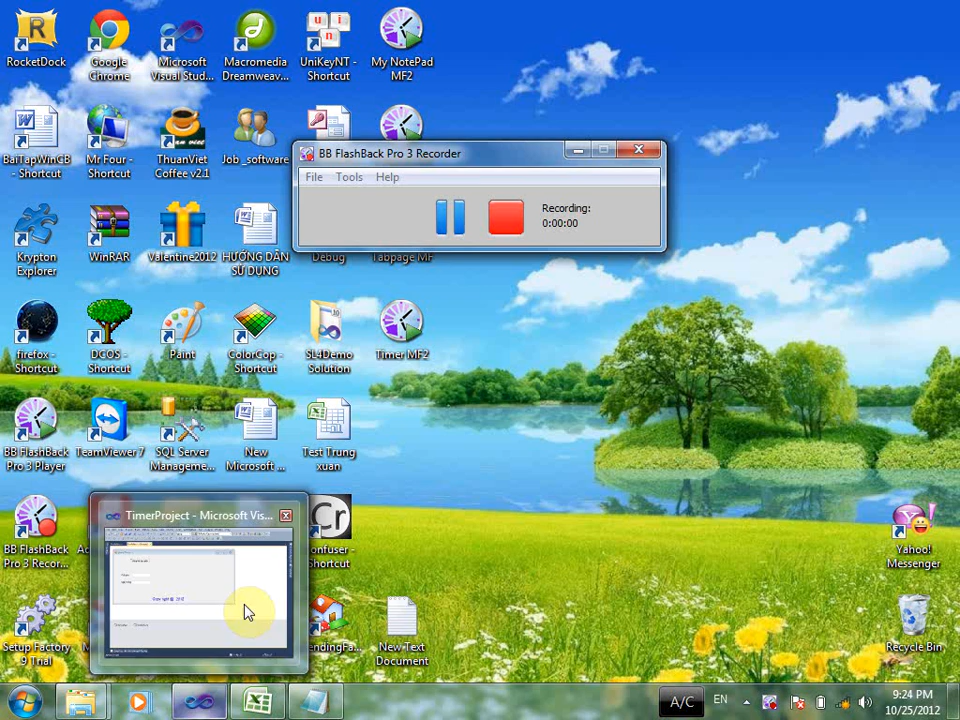 RocketDock
Google
Chrome
Microsoft
Visual Stud...
Macromedia
Dreamweav...
UniKeyNT -
Shortcut
My NotePad
MF2
BaiTapWinGB
- Shortcut
Mr Four -
Shortcut
ThuanViet
Coffee v2.1
Job _software
BB FlashBack Pro 3 Recorder
File Tools Help
Recording:
0:00:00
Krypton
Explorer
WinRAR
Valentine2012
HƯỚNG DẪN
SỬ DỤNG
Debug
Tabpage MF
firefox -
Shortcut
DCOS -
Shortcut
Paint
ColorCop -
Shortcut
SL4Demo
Solution
Timer MF2
BB FlashBack
Pro 3 Player
TeamViewer 7
SQL Server
Manageme...
New
Microsoft ...
Test Trung
xuan
TimerProject - Microsoft Vis...
BB FlashBack
Pro 3 Recor...
Cr
Shortcut
Yahoo!
Messenger
Setup Factory
9 Trial
New Text
Document
Recycle Bin
A/C
EN
9:24 PM
10/25/2012